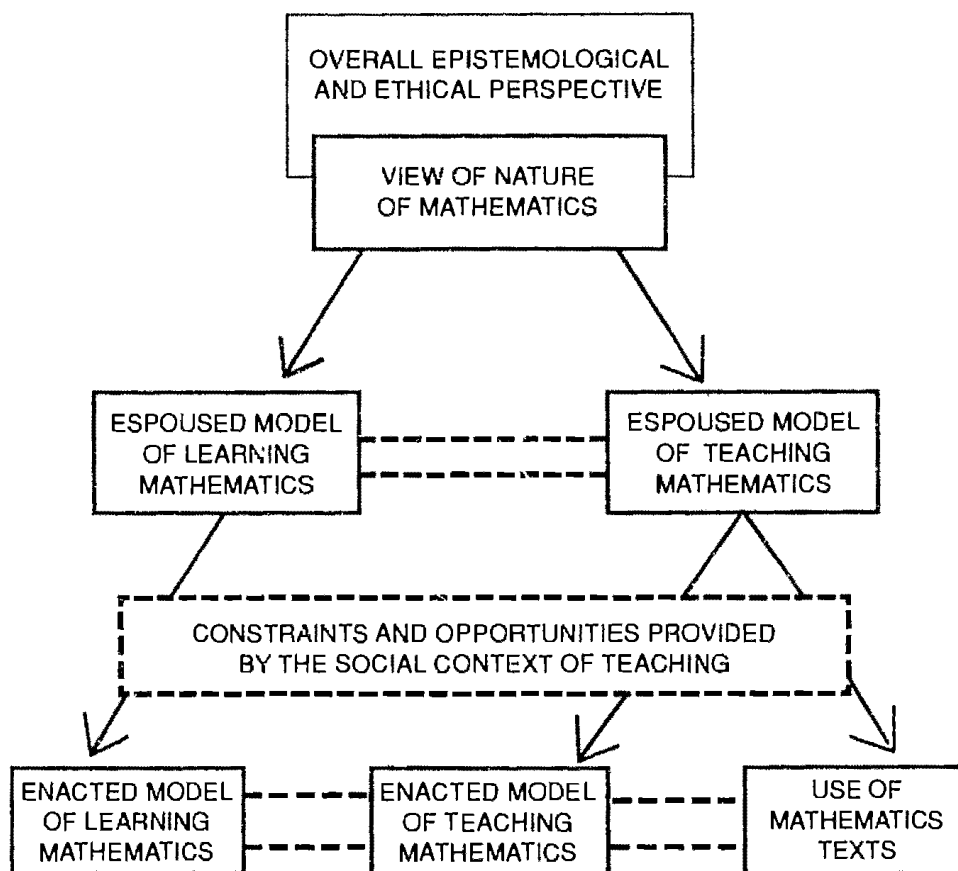 OVERALL EPISTEMOLOGICAL
AND ETHICAL PERSPECTIVE
VIEW OF NATURE
OF MATHEMATICS
ESPOUSED MODEL
OF LEARNING
MATHEMATICS
ESPOUSED MODEL
OF TEACHING
MATHEMATICS
CONSTRAINTS AND OPPORTUNITIES PROVIDED
BY THE SOCIAL CONTEXT OF TEACHING
ENACTED MODEL
OF LEARNING
MATHEMATICS
ENACTED MODEL
OF TEACHING
MATHEMATICS
USE OF
MATHEMATICS
TEXTS